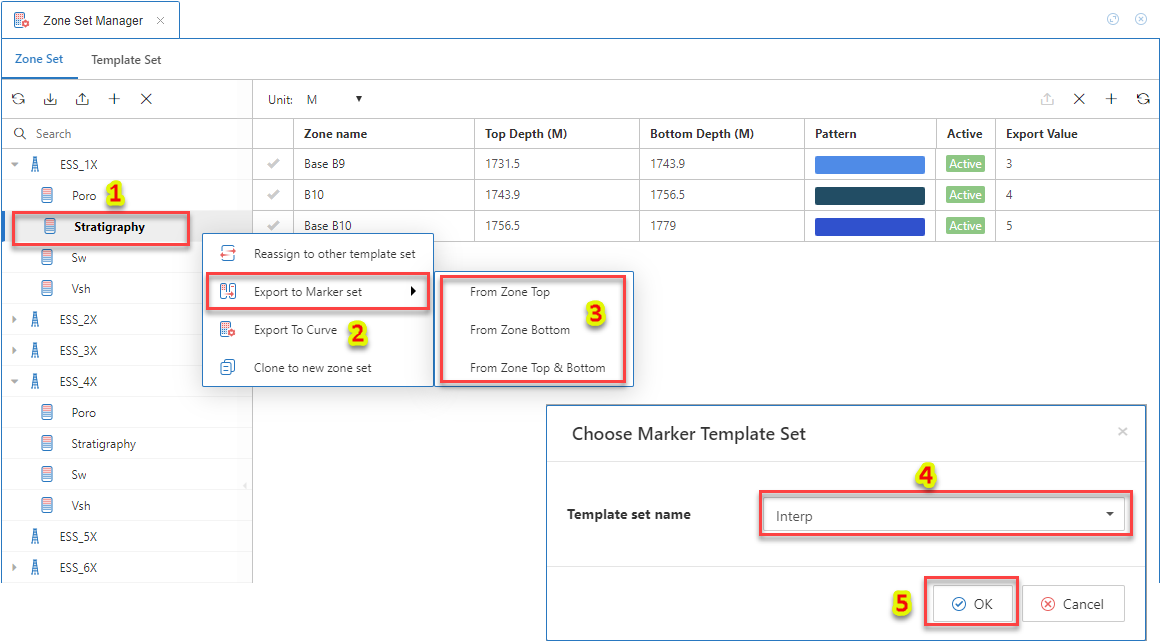 Zone Set Manager
Zone Set Template Set
Unit: M
Search
Zone name Top Depth (M) Bottom Depth (M) Pattern Active Export Value
ESS_1X
Base B9 1731.5 1743.9 Active 3
Poro 1
B10 1743.9 1756.5 Active 4
Stratigraphy
Base B10 1756.5 1779 Active 5
Sw
Vsh
ESS_2X
ESS_3X
ESS_4X
Poro
Stratigraphy
Sw
Vsh
ESS_5X
ESS_6X
Reassign to other template set
Export to Marker set
Export To Curve 2
Clone to new zone set
From Zone Top
From Zone Bottom
From Zone Top & Bottom
3
Choose Marker Template Set
4
Template set name Interp
5 OK Cancel